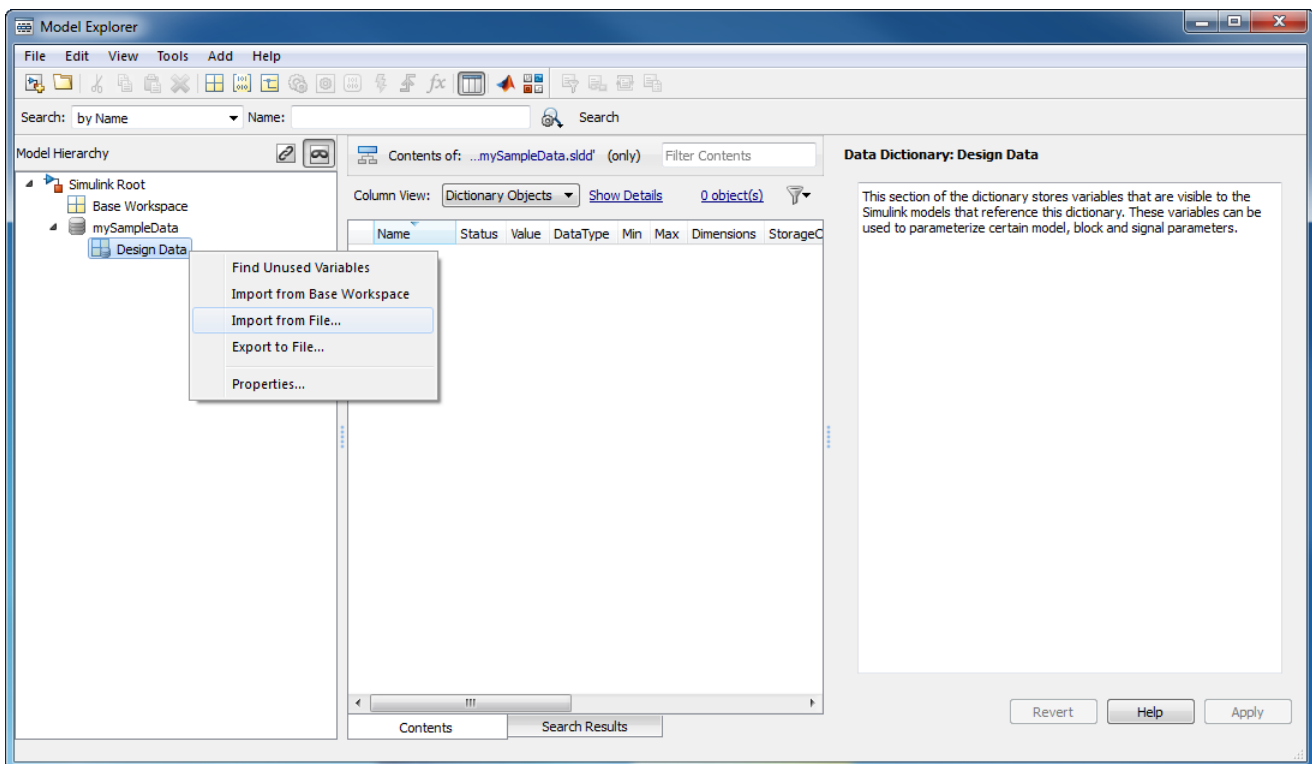 Model Explorer
File Edit View Tools Add Help
fx
Search: by Name Name: Search
Model Hierarchy
Simulink Root
Base Workspace
mySampleData
Design Data
Find Unused Variables
Import from Base Workspace
Import from File...
Export to File...
Properties...
Contents of: ...mySampleData.sldd' (only) Filter Contents
Column View: Dictionary Objects Show Details 0 object(s)
Name Status Value DataType Min Max Dimensions StorageC
Contents Search Results
Data Dictionary: Design Data
This section of the dictionary stores variables that are visible to the
Simulink models that reference this dictionary. These variables can be
used to parameterize certain model, block and signal parameters.
Revert Help Apply